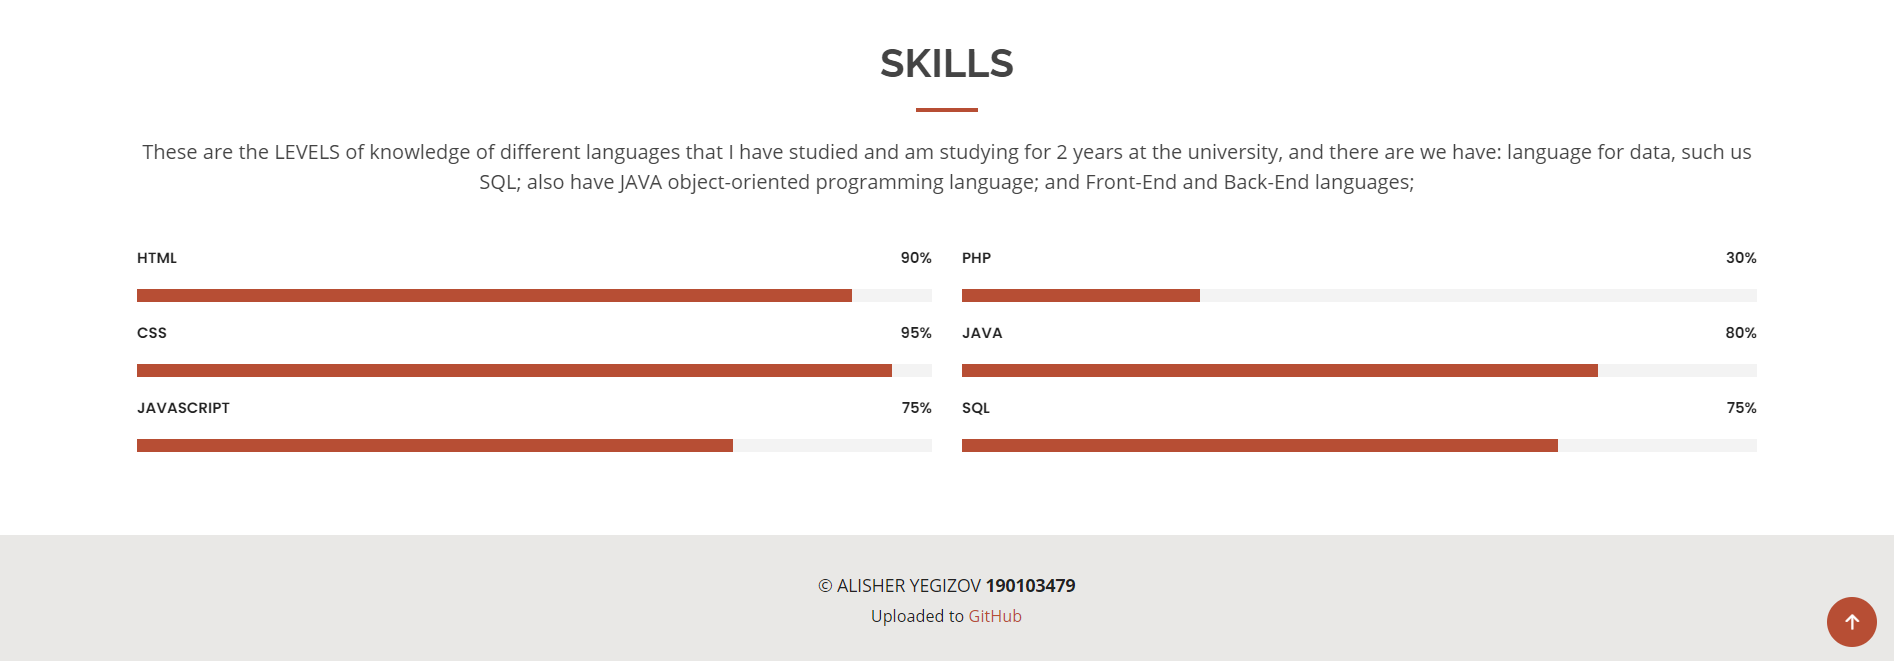 SKILLS
These are the LEVELS of knowledge of different languages that I have studied and am studying for 2 years at the university, and there are we have: language for data, such us
SQL; also have JAVA object-oriented programming language; and Front-End and Back-End languages;
HTML 90%
CSS 95%
JAVASCRIPT 75%
PHP 30%
JAVA 80%
SQL 75%
© ALISHER YEGIZOV 190103479
Uploaded to GitHub